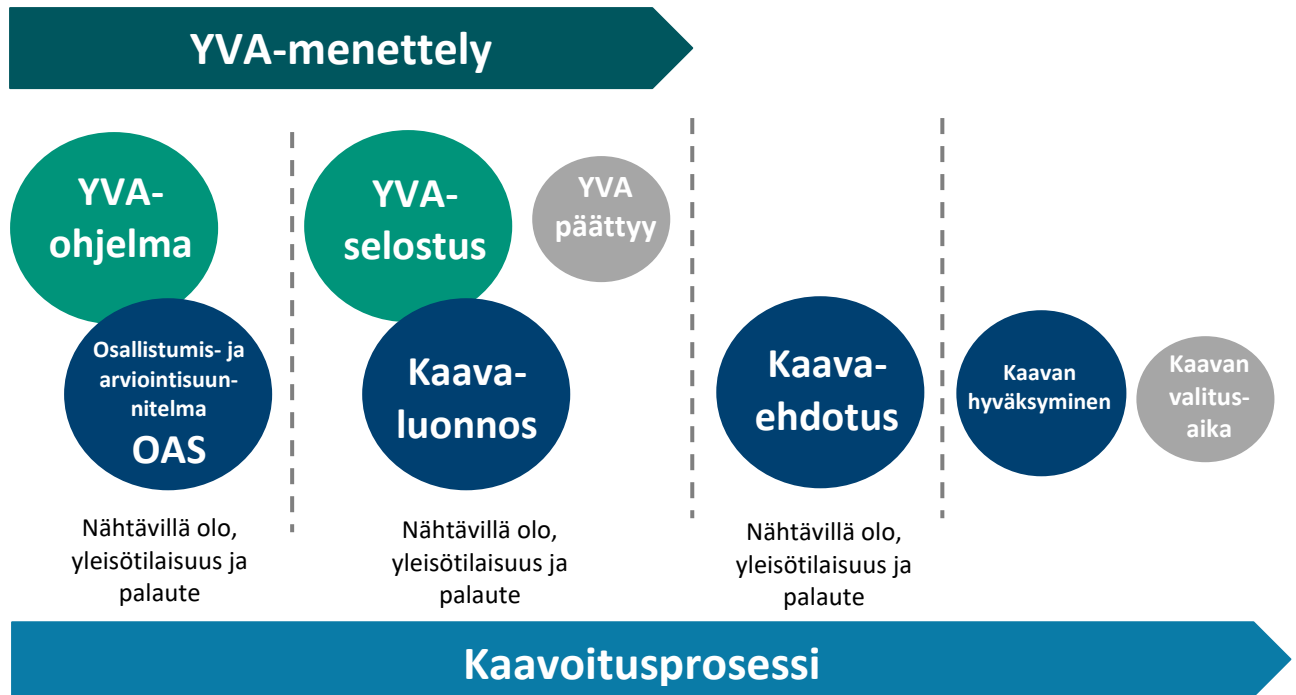 YVA-menettely
YVA-
ohjelma
Osallistumis- ja
arviointisuun-
nitelma
OAS
Nähtävillä olo,
yleisötilaisuus ja
palaute
YVA-
selostus
YVA
päättyy
Kaava-
luonnos
Nähtävillä olo,
yleisötilaisuus ja
palaute
Kaava-
ehdotus
Nähtävillä olo,
yleisötilaisuus ja
palaute
Kaavan
hyväksyminen
Kaavan
valitus-
aika
Kaavoitusprosessi